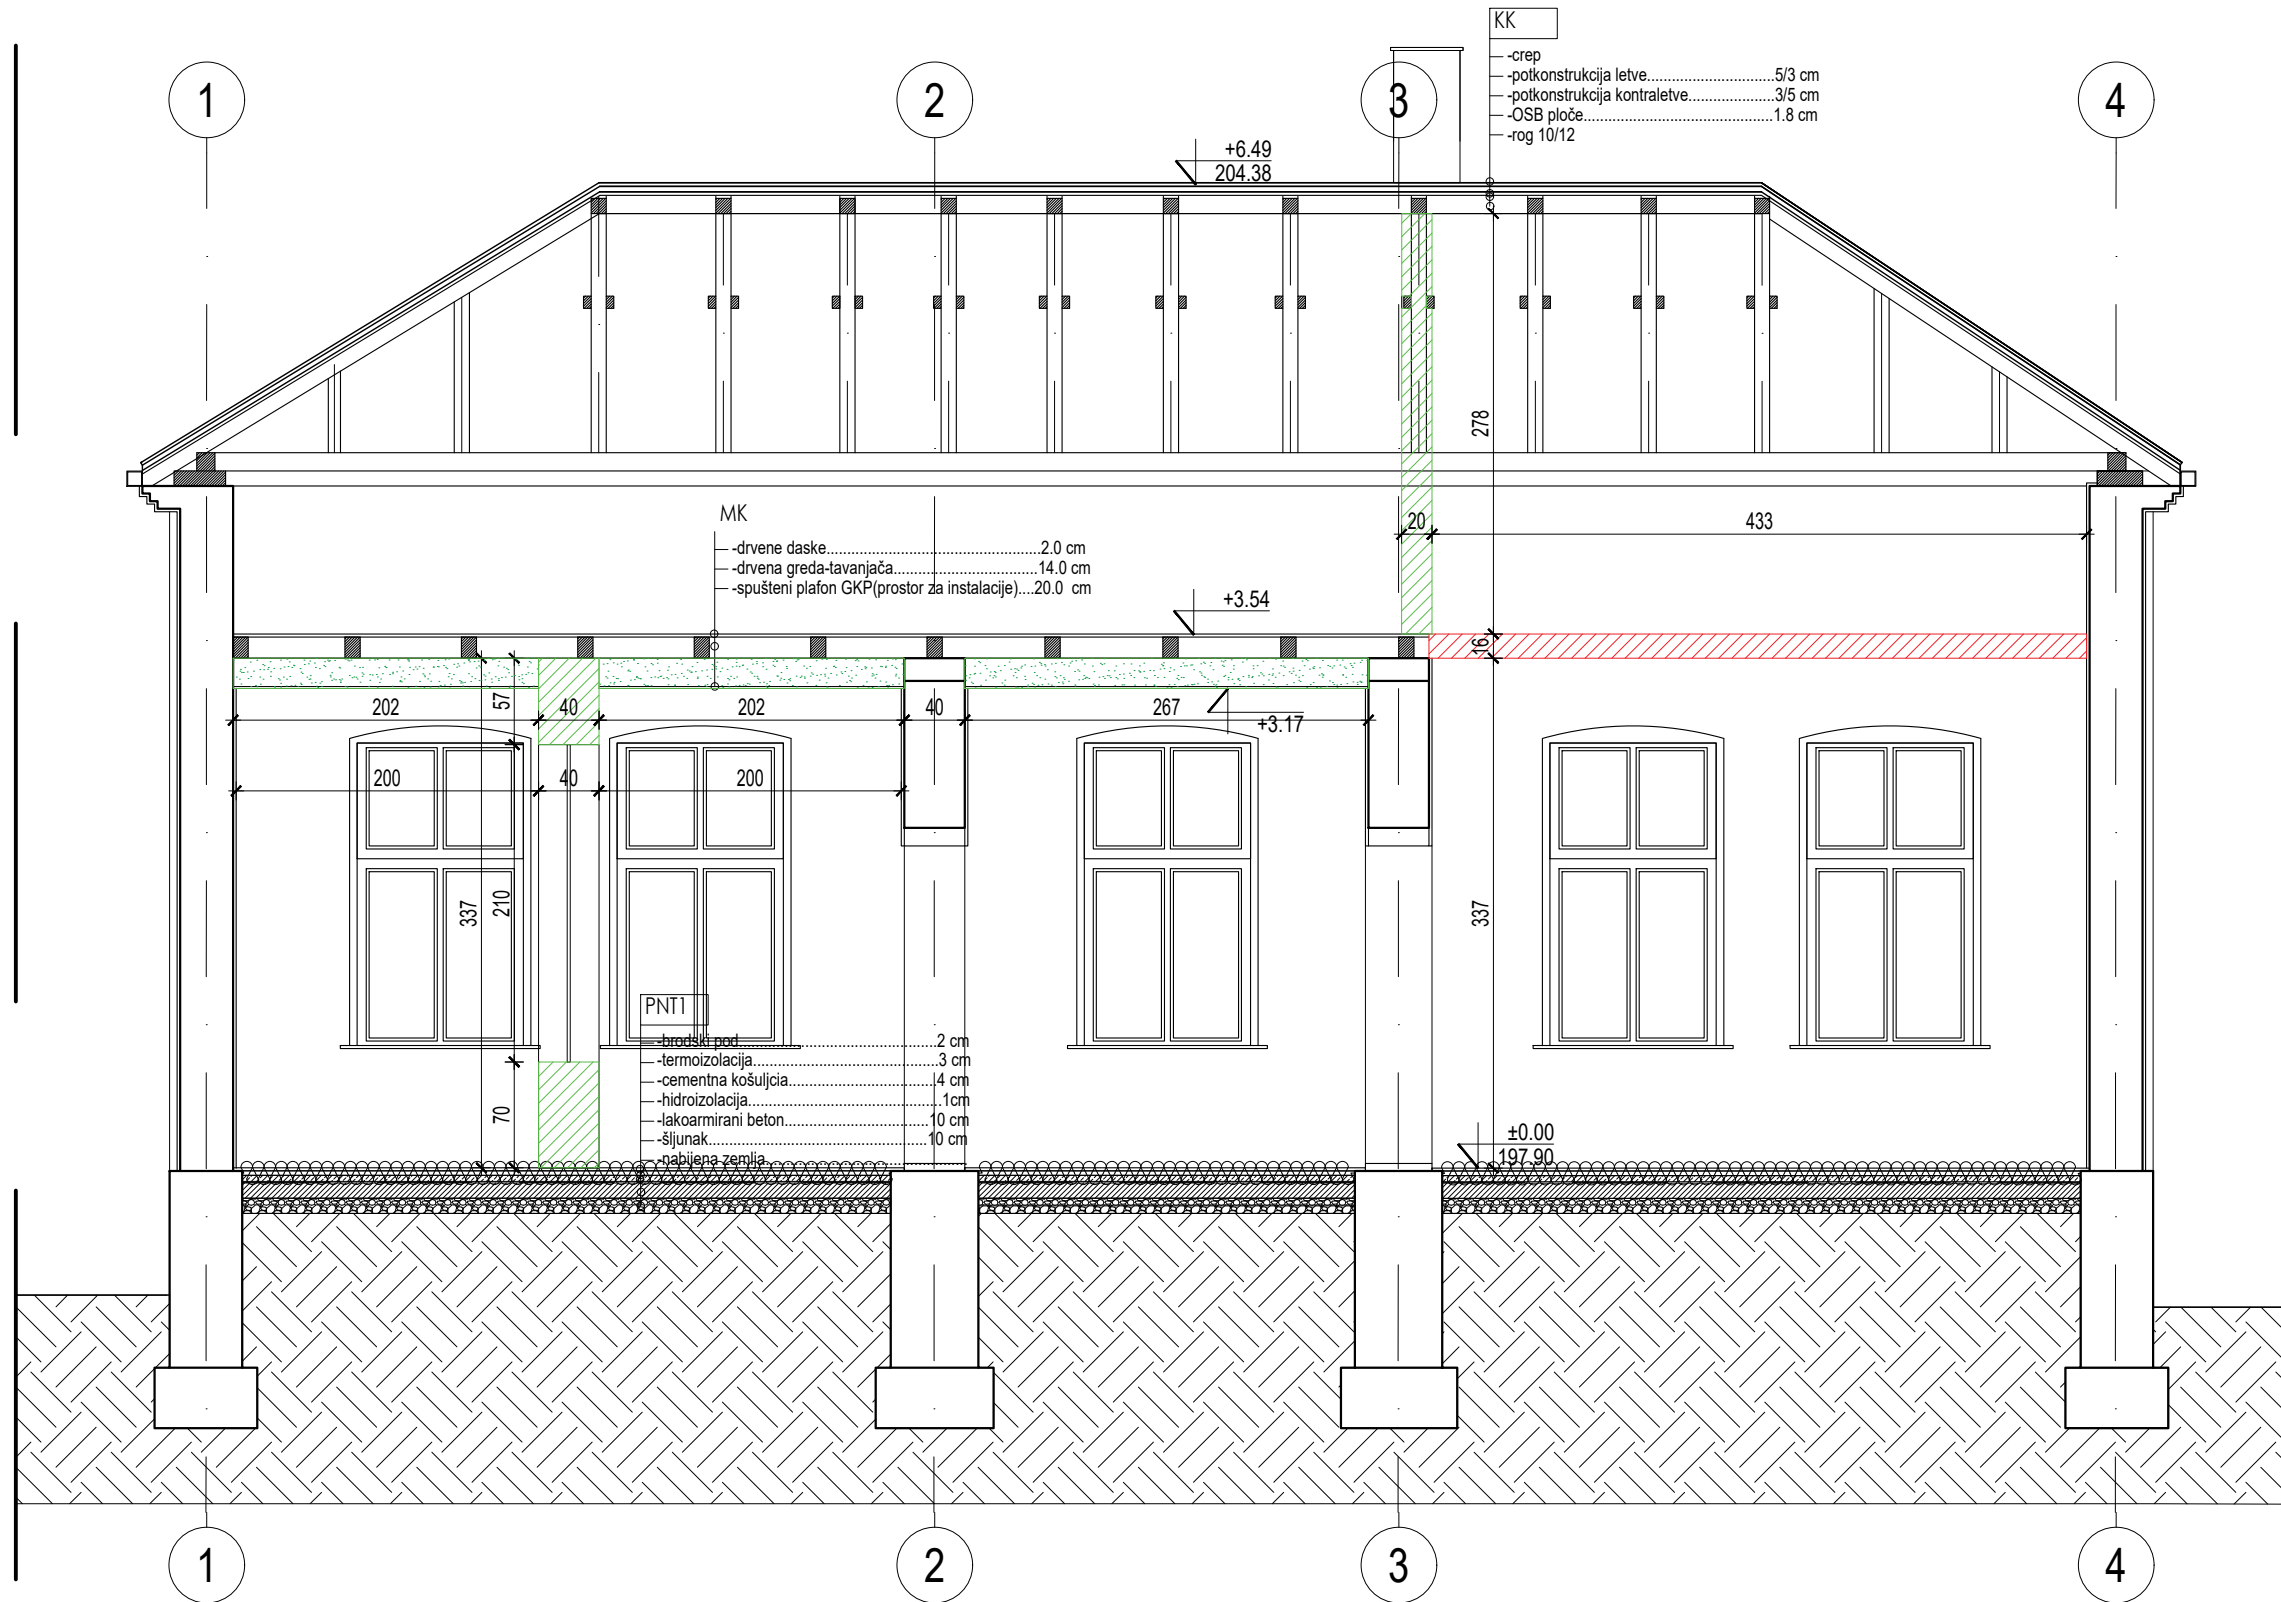 KK
-crep
-potkonstrukcija letve...............................5/3 cm
-potkonstrukcija kontraletve.....................3/5 cm
-OSB ploče..............................................1.8 cm
-rog 10/12
1
2
3
4
+6.49
204.38
278
20
433
MK
-drvene daske....................................................2.0 cm
-drvena greda-tavanjača...................................14.0 cm
-spušteni plafon GKP(prostor za instalacije)....20.0 cm
+3.54
16
57
202
40
202
40
267
+3.17
200
40
200
337
210
337
PNT1
-brodski pod................................................2 cm
-termoizolacija.............................................3 cm
-cementna košuljcia....................................4 cm
-hidroizolacija...............................................1cm
-lakoarmirani beton...................................10 cm
-šljunak.....................................................10 cm
-nabijena zemlja.................................................
70
±0.00
197.90
1
2
3
4